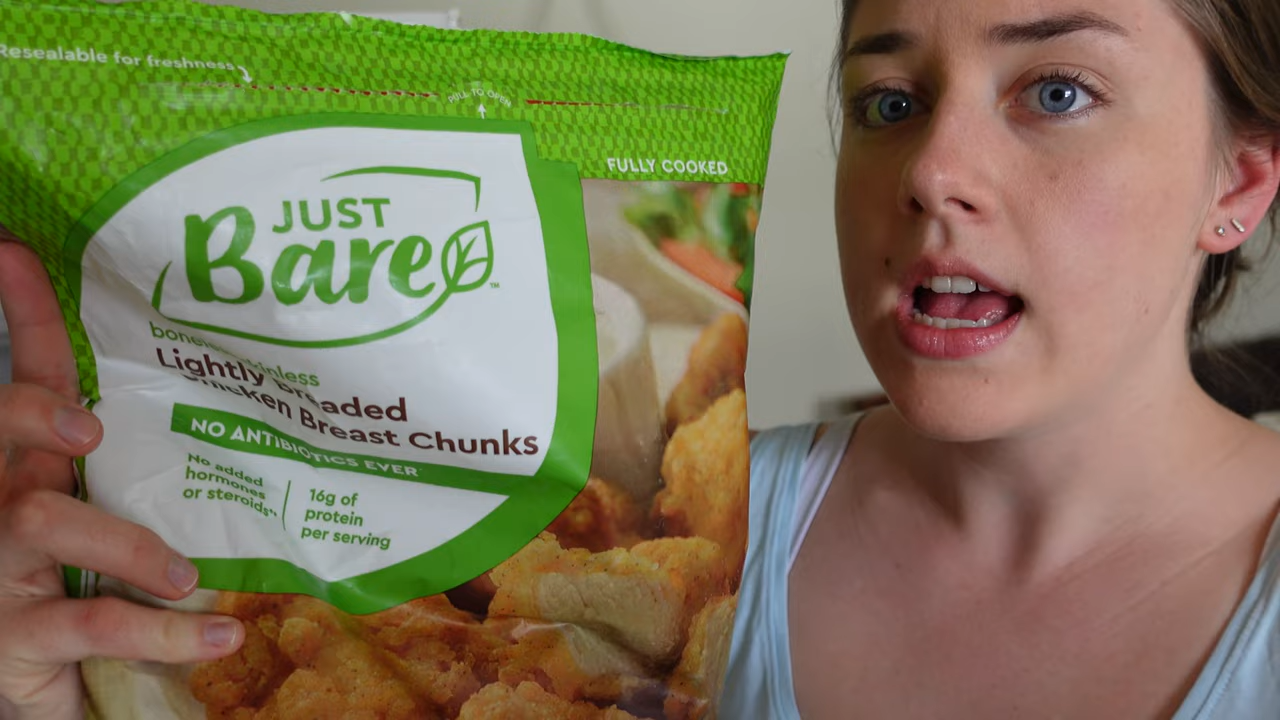 Resealable for freshness
PULL TO OPEN
FULLY COOKED
JUST
Bare
TM
Lightly Breaded
Chicken Breast Chunks
NO ANTIBIOTICS EVER
No added
hormones
or steroids**
16g of
protein
per serving